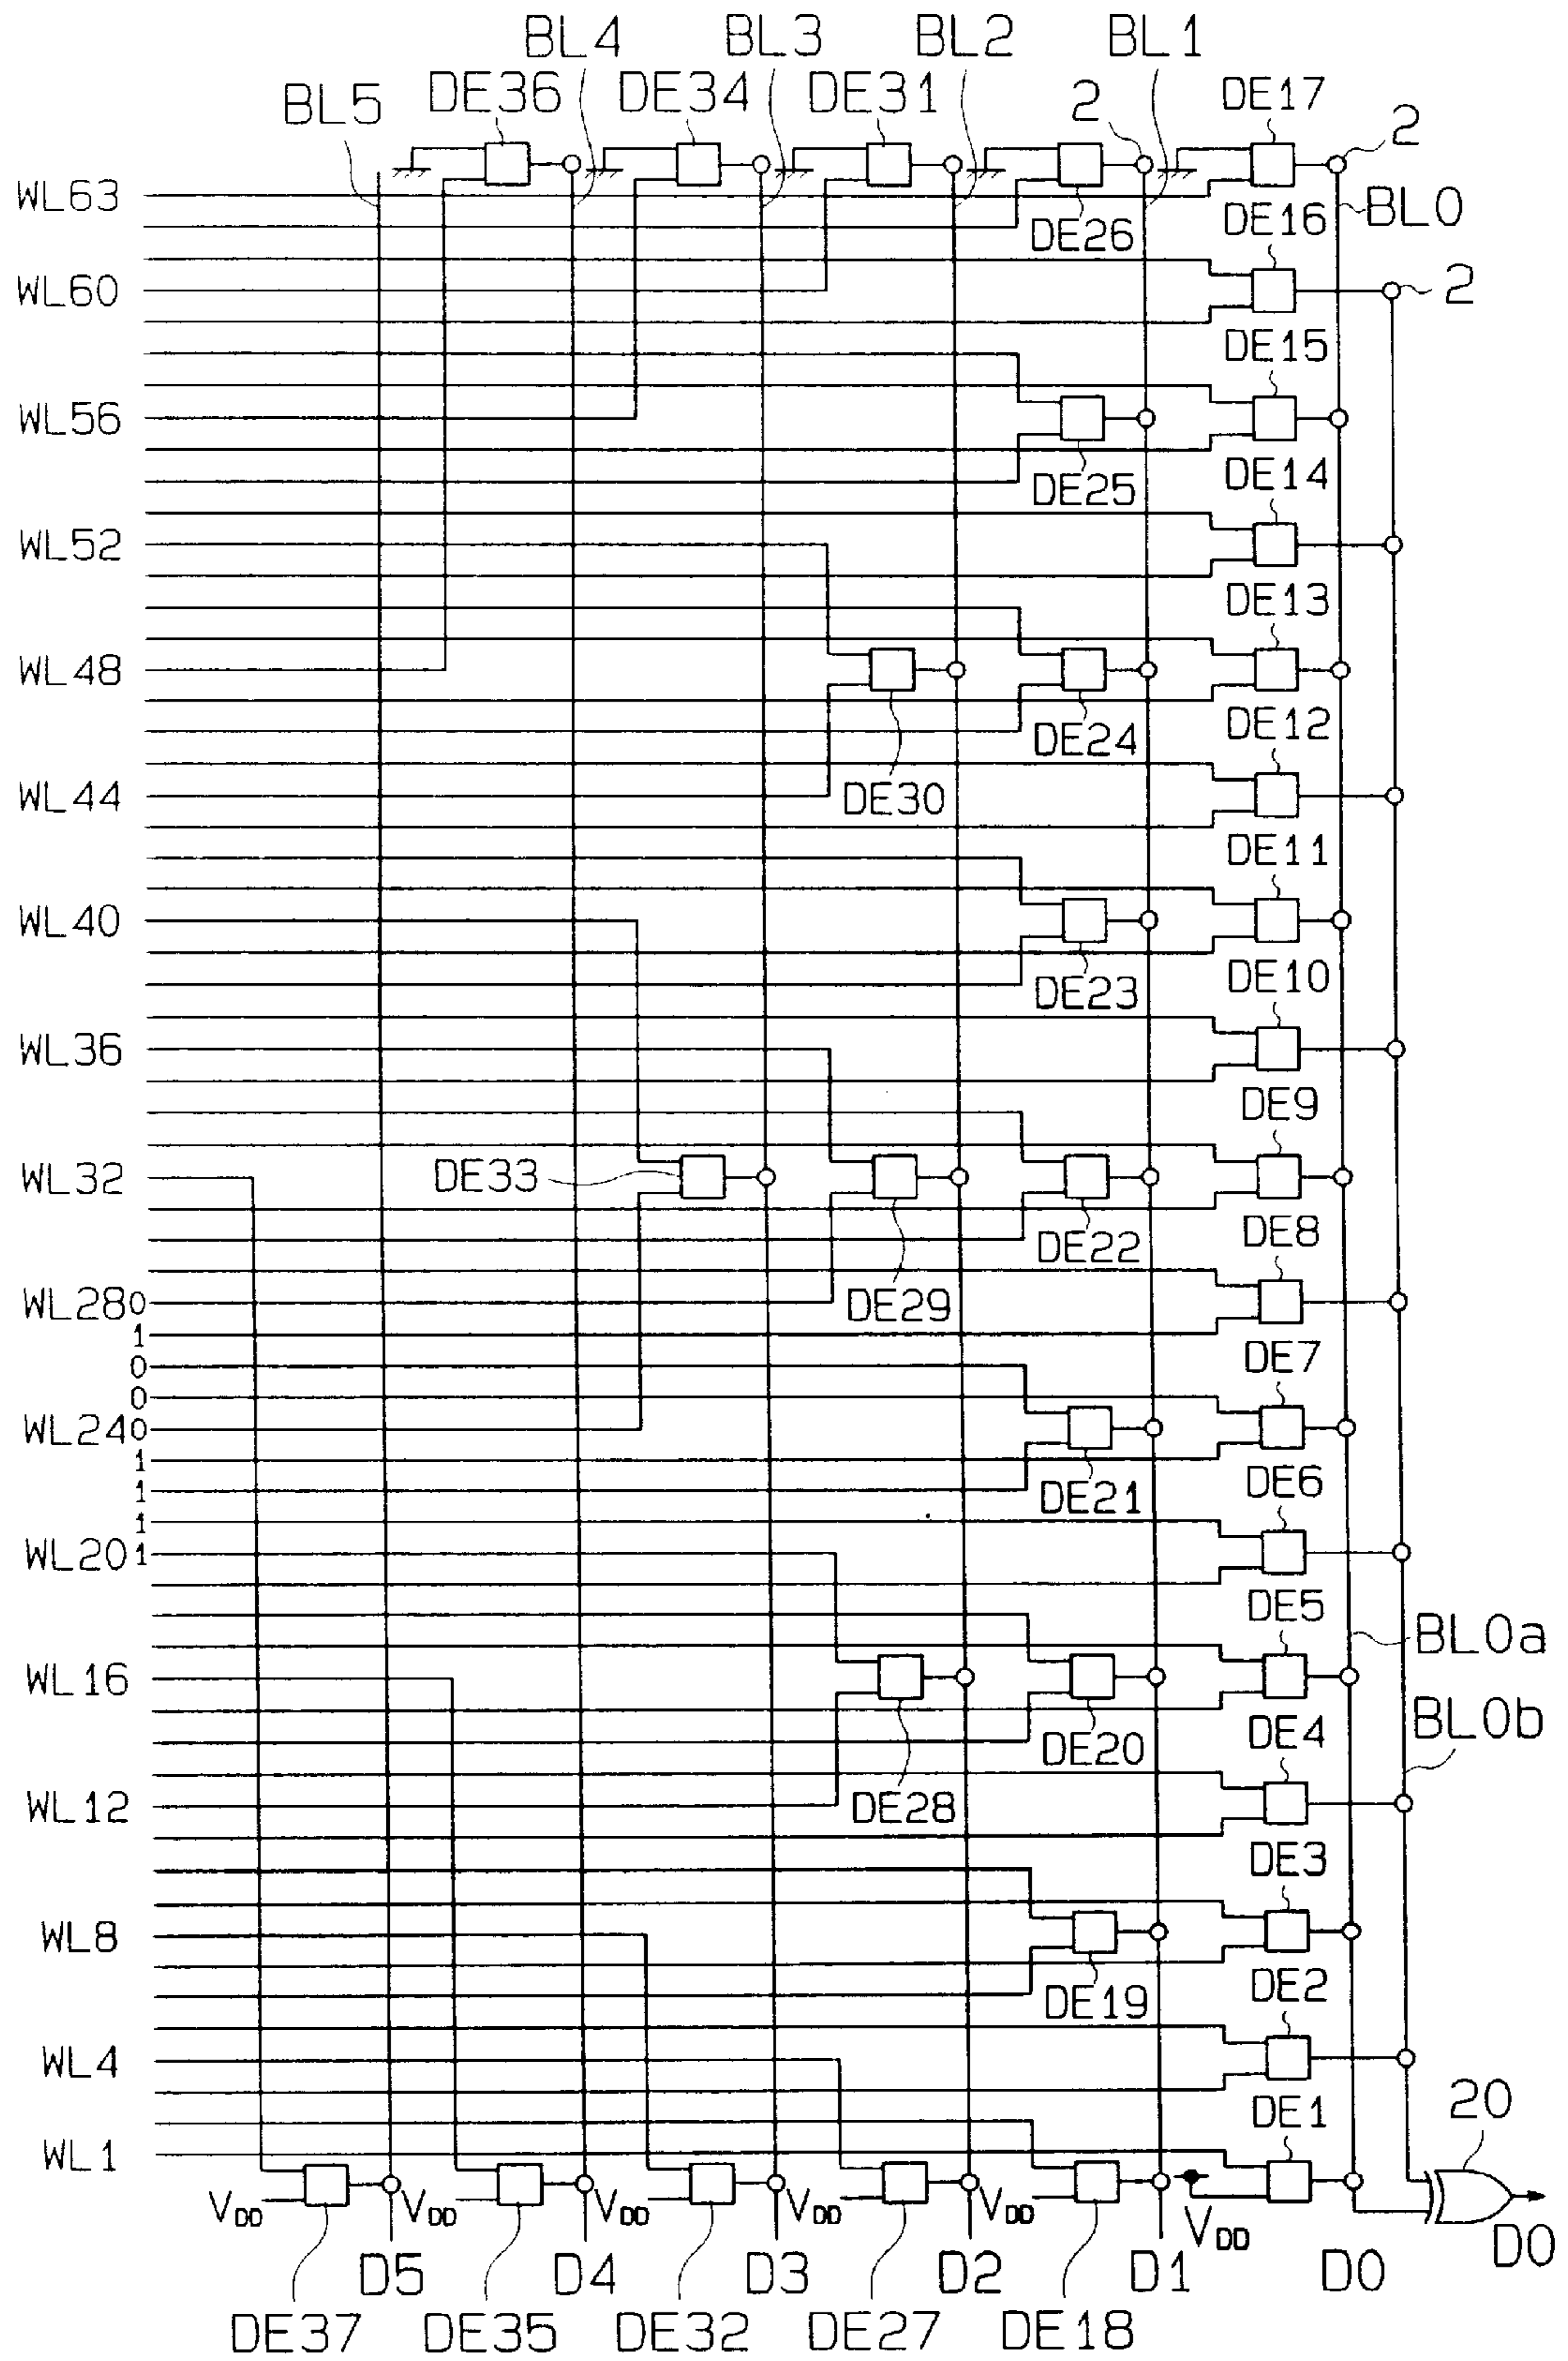 BL4 BL3 BL2 BL1
BL5 DE36 DE34 DE31 2 DE17 2
WL63 BL0
DE26 DE16
WL60 2
DE15
WL56
DE25 DE14
WL52
DE13
WL48
DE24 DE12
WL44 DE30
DE11
WL40
DE23 DE10
WL36
DE9
WL32 DE33
DE22 DE8
WL28 0 DE29
1
0 DE7
0
WL24 0
1
1 DE21 DE6
1
WL20 1
DE5 BL0a
WL16
DE20 DE4 BL0b
WL12 DE28
DE3
WL8
DE19 DE2
WL4
DE1 20
WL1
VDD VDD VDD VDD VDD VDD
D5 D4 D3 D2 D1 D0 D0
DE37 DE35 DE32 DE27 DE18